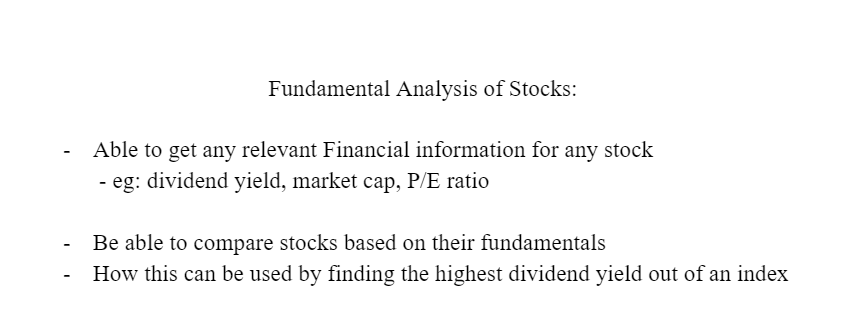 Fundamental Analysis of Stocks:
- Able to get any relevant Financial information for any stock
- eg: dividend yield, market cap, P/E ratio
- Be able to compare stocks based on their fundamentals
- How this can be used by finding the highest dividend yield out of an index